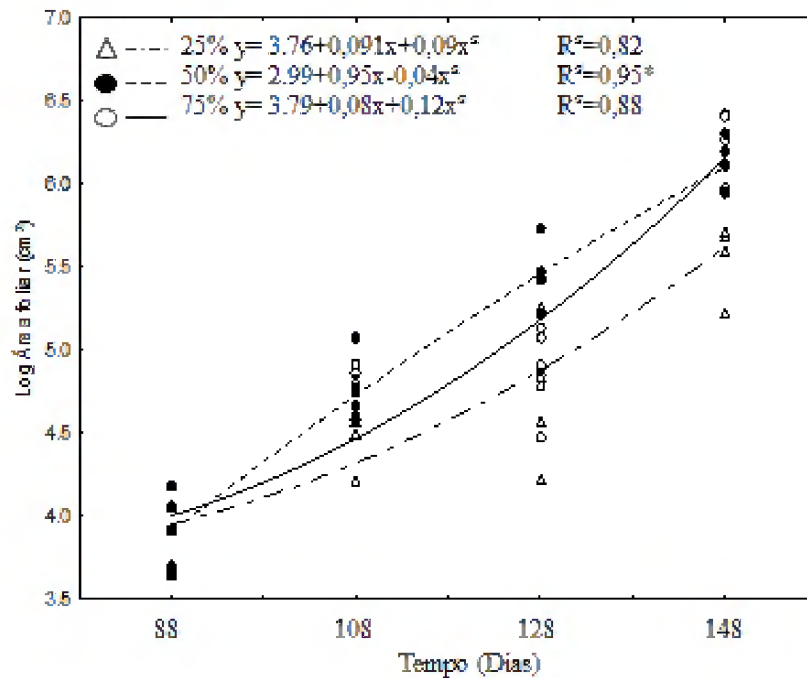 25% y= 3.76+0,091x+0,09x² R²=0,82
50% y= 2.99+0,95x-0,04x² R²=0,95*
75% y= 3.79+0,08x+0,12x² R²=0,88
7.0
6.5
6.0
5.5
5.0
4.5
4.0
3.5
Log Área foliar (cm²)
88 108 128 148
Tempo (Dias)